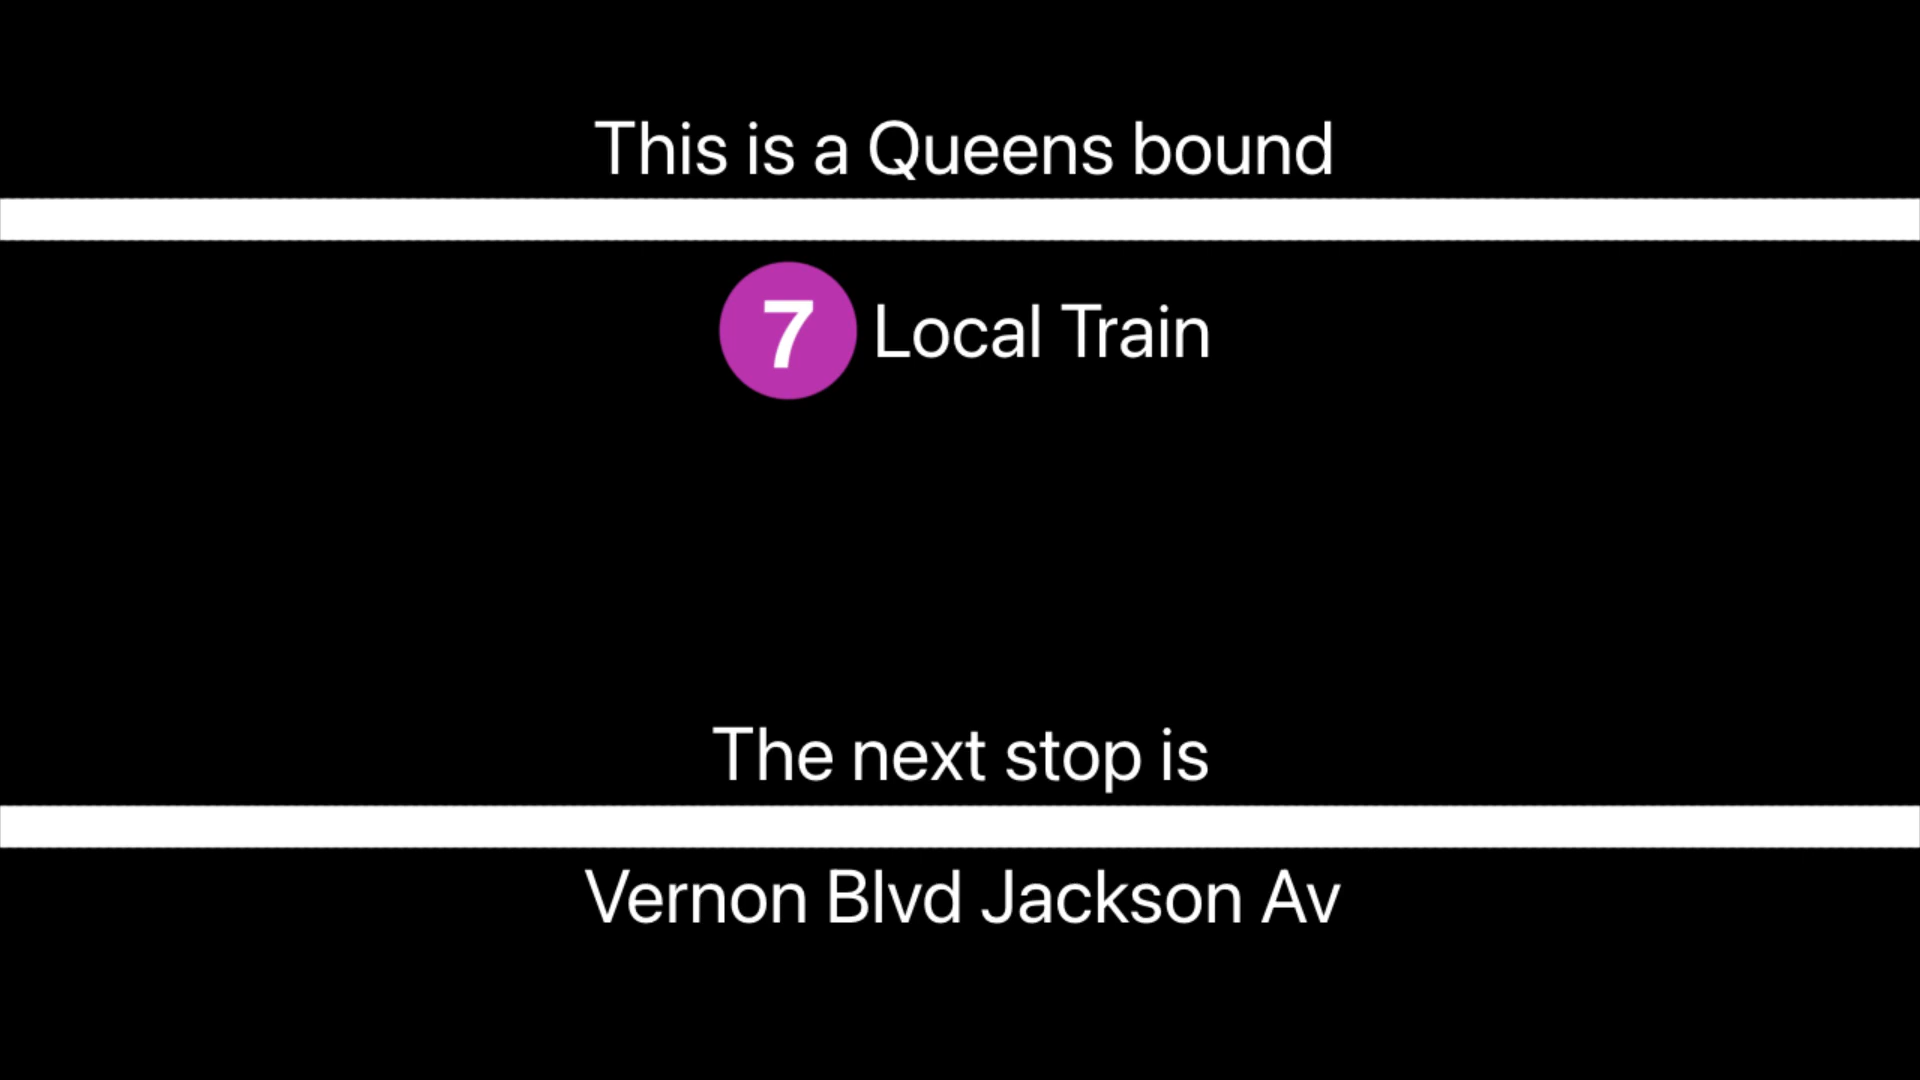 This is a Queens bound
7 Local Train
The next stop is
Vernon Blvd Jackson Av